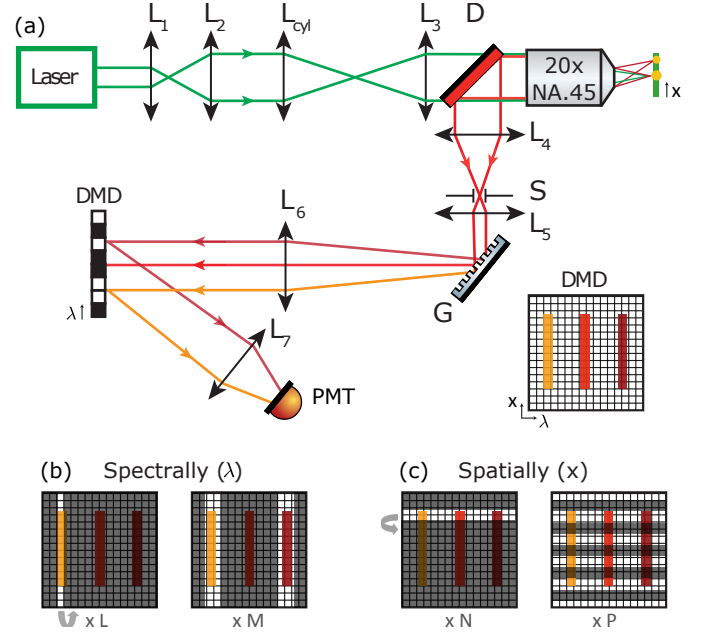 (a)
L1
L2
Lcyl
L3
D
Laser
20x
NA.45
x
L4
DMD
L6
S
L5
λ
G
DMD
L7
PMT
x
λ
(b) Spectrally (λ)
(c) Spatially (x)
x L
x M
x N
x P